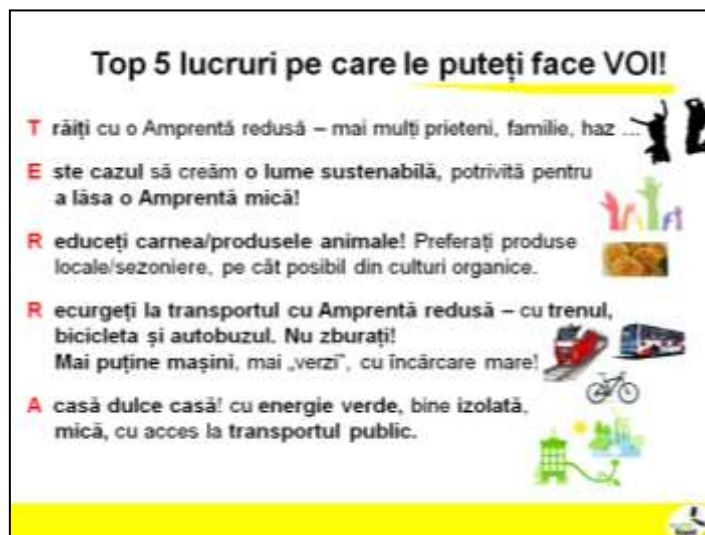 Top 5 lucruri pe care le puteți face VOI!
T răiți cu o Amprentă redusă – mai mulți prieteni, familie, haz ...
E ste cazul să creăm o lume sustenabilă, potrivită pentru
a lăsa o Amprentă mică!
R educeți carnea/produsele animale! Preferați produse
locale/sezoniere, pe cât posibil din culturi organice.
R ecurgeți la transportul cu Amprentă redusă – cu trenul,
bicicleta și autobuzul. Nu zburați!
Mai puține mașini, mai „verzi”, cu încărcare mare!
A casă dulce casă! cu energie verde, bine izolată,
mică, cu acces la transportul public.